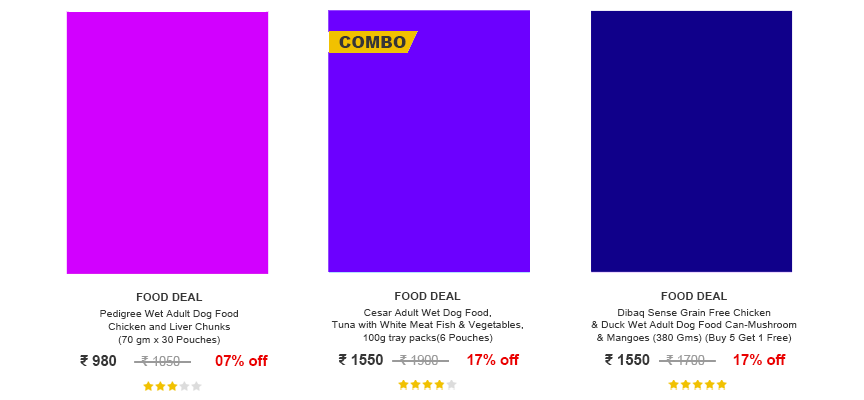 COMBO
FOOD DEAL
Pedigree Wet Adult Dog Food
Chicken and Liver Chunks
(70 gm x 30 Pouches)
₹ 980 ₹ 1050 07% off
FOOD DEAL
Cesar Adult Wet Dog Food,
Tuna with White Meat Fish & Vegetables,
100g tray packs(6 Pouches)
₹ 1550 ₹ 1900 17% off
FOOD DEAL
Dibaq Sense Grain Free Chicken
& Duck Wet Adult Dog Food Can-Mushroom
& Mangoes (380 Gms) (Buy 5 Get 1 Free)
₹ 1550 ₹ 1700 17% off